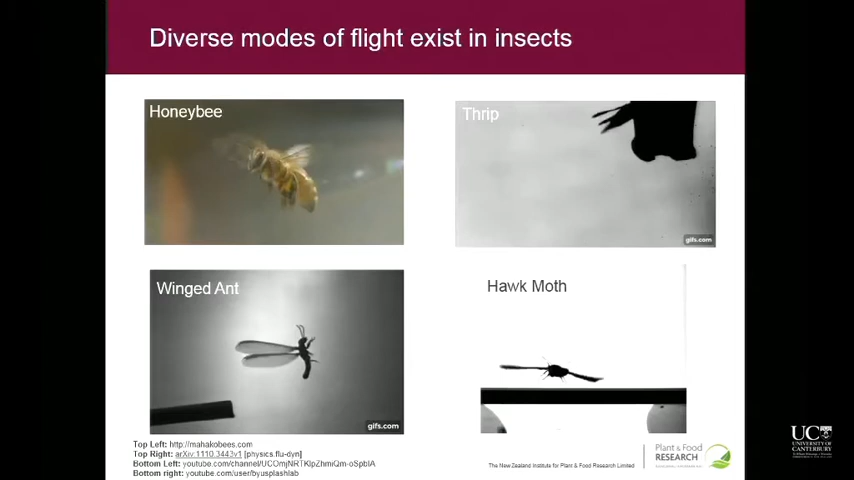 Diverse modes of flight exist in insects
Honeybee
Thrip
gifs.com
Winged Ant
Hawk Moth
gifs.com
Top Left: http://mahakobees.com
Top Right: arXiv:1110.3443v1 [physics.flu-dyn]
Bottom Left: youtube.com/channel/UCOmjNRTKlpZhmiQm-oSpbIA
Bottom right: youtube.com/user/byusplashlab
The New Zealand Institute for Plant & Food Research Limited
Plant & Food
RESEARCH
UC
UNIVERSITY OF
CANTERBURY